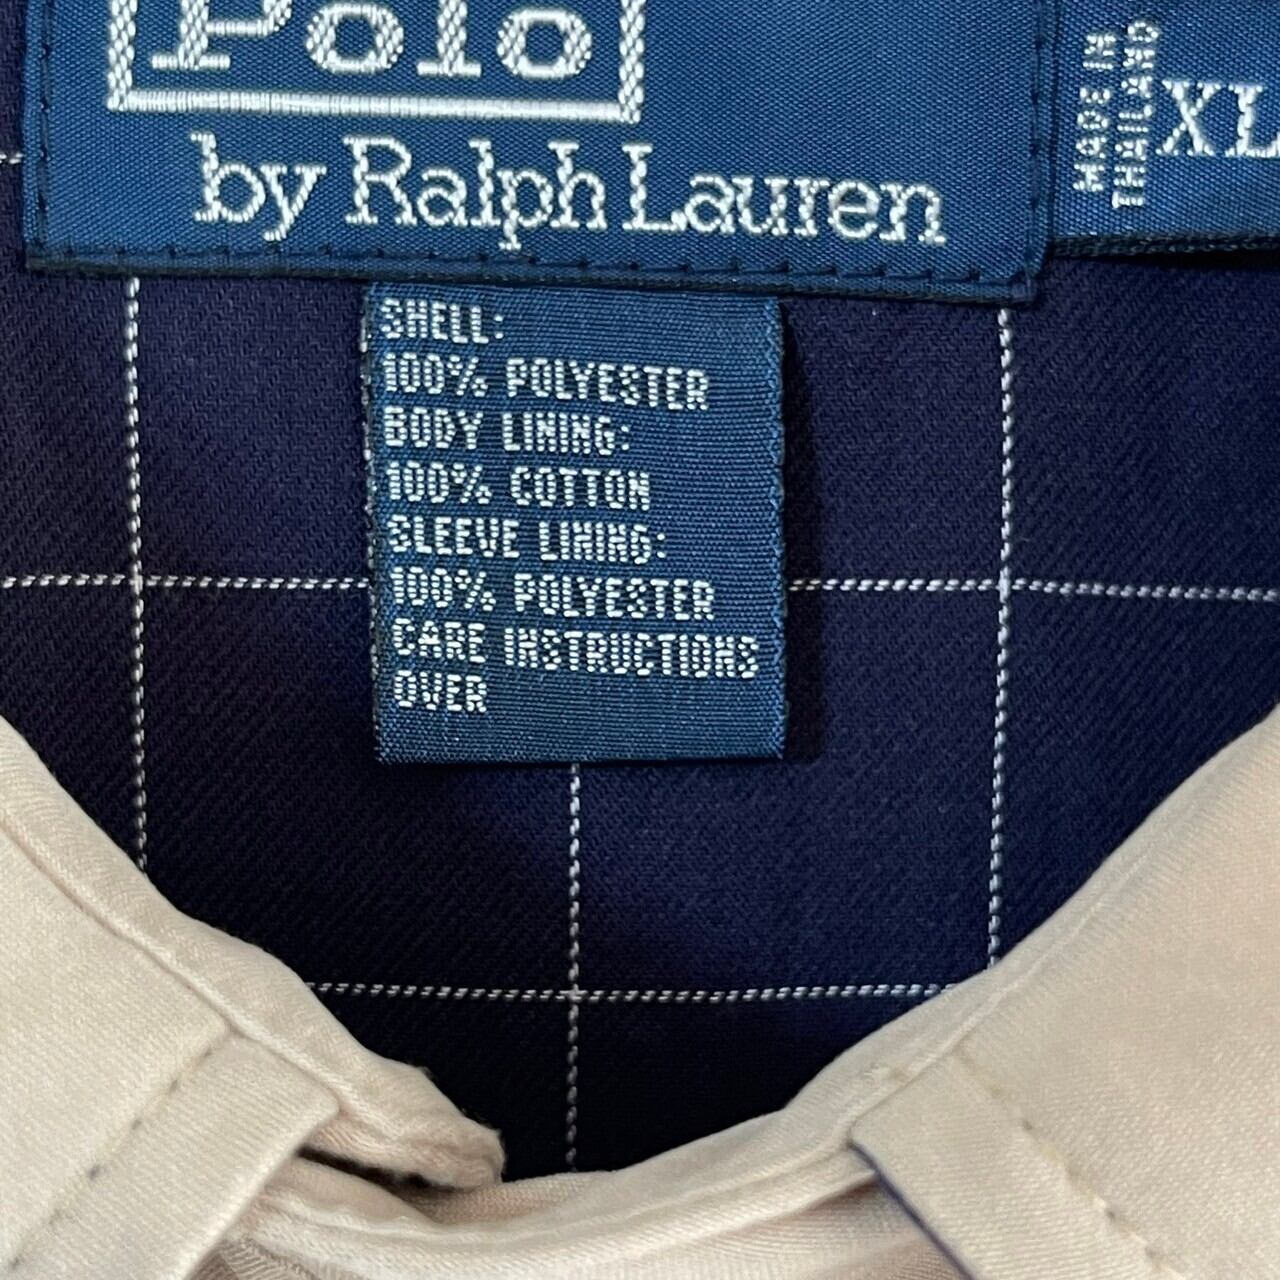 Polo
by Ralph Lauren
MADE IN
THAILAND
XL
SHELL:
100% POLYESTER
BODY LINING:
100% COTTON
SLEEVE LINING:
100% POLYESTER
CARE INSTRUCTIONS
OVER